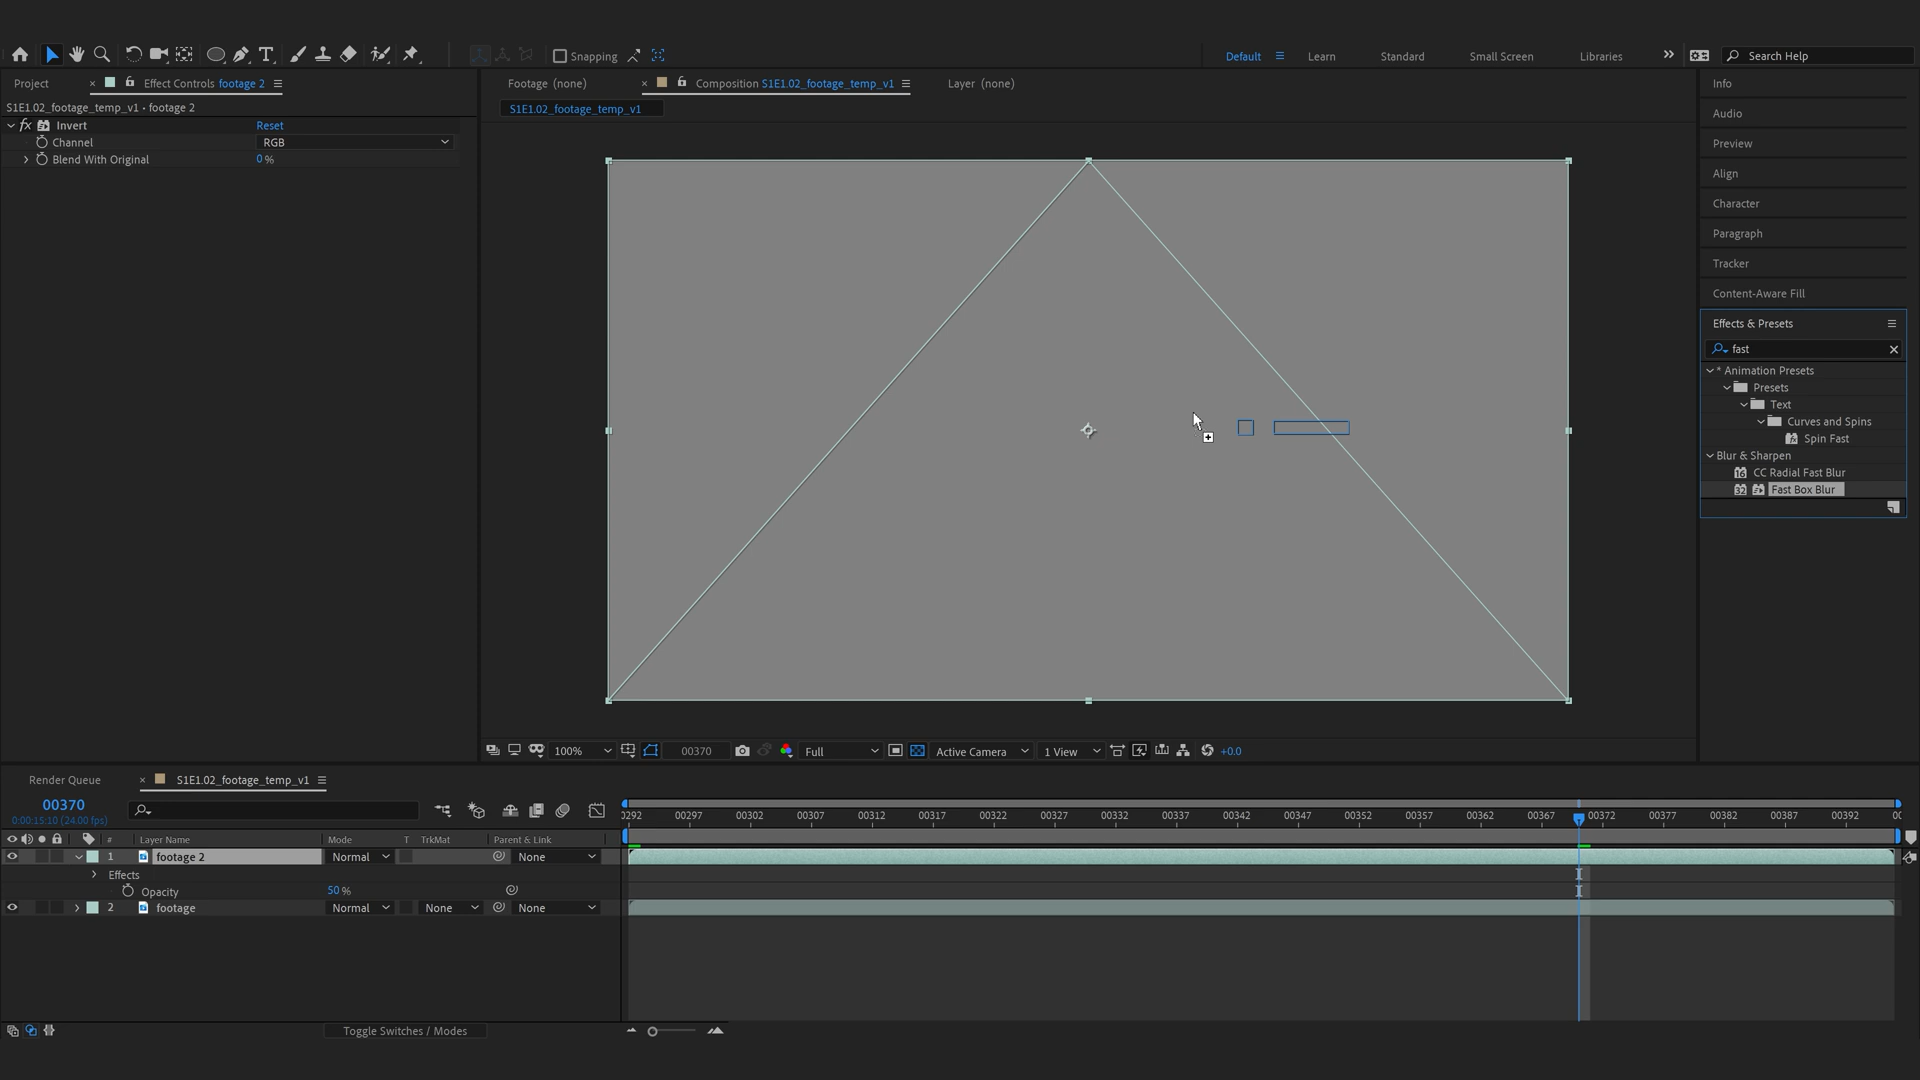 Snapping
Default
Learn
Standard
Small Screen
Libraries
Search Help
Project
Effect Controls footage 2
Footage (none)
Composition S1E1.02_footage_temp_v1
Layer (none)
Info
S1E1.02_footage_temp_v1 • footage 2
S1E1.02_footage_temp_v1
Audio
fx Invert Reset
Channel RGB
Blend With Original 0 %
Preview
Align
Character
Paragraph
Tracker
Content-Aware Fill
Effects & Presets
fast
* Animation Presets
Presets
Text
Curves and Spins
Spin Fast
Blur & Sharpen
16 CC Radial Fast Blur
32 Fast Box Blur
100%
00370
Full
Active Camera
1 View
+0.0
Render Queue
S1E1.02_footage_temp_v1
00370
0:00:15:10 (24.00 fps)
0292 00297 00302 00307 00312 00317 00322 00327 00332 00337 00342 00347 00352 00357 00362 00367 00372 00377 00382 00387 00392 00
# Layer Name Mode T TrkMat Parent & Link
1 footage 2 Normal None
Effects
Opacity 50 %
2 footage Normal None None
Toggle Switches / Modes